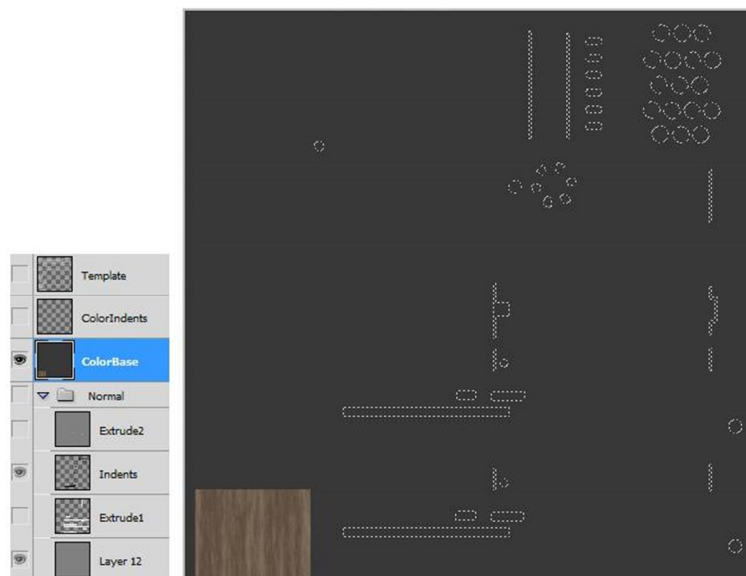 Template
ColorIndents
ColorBase
Normal
Extrude2
Indents
Extrude1
Layer 12